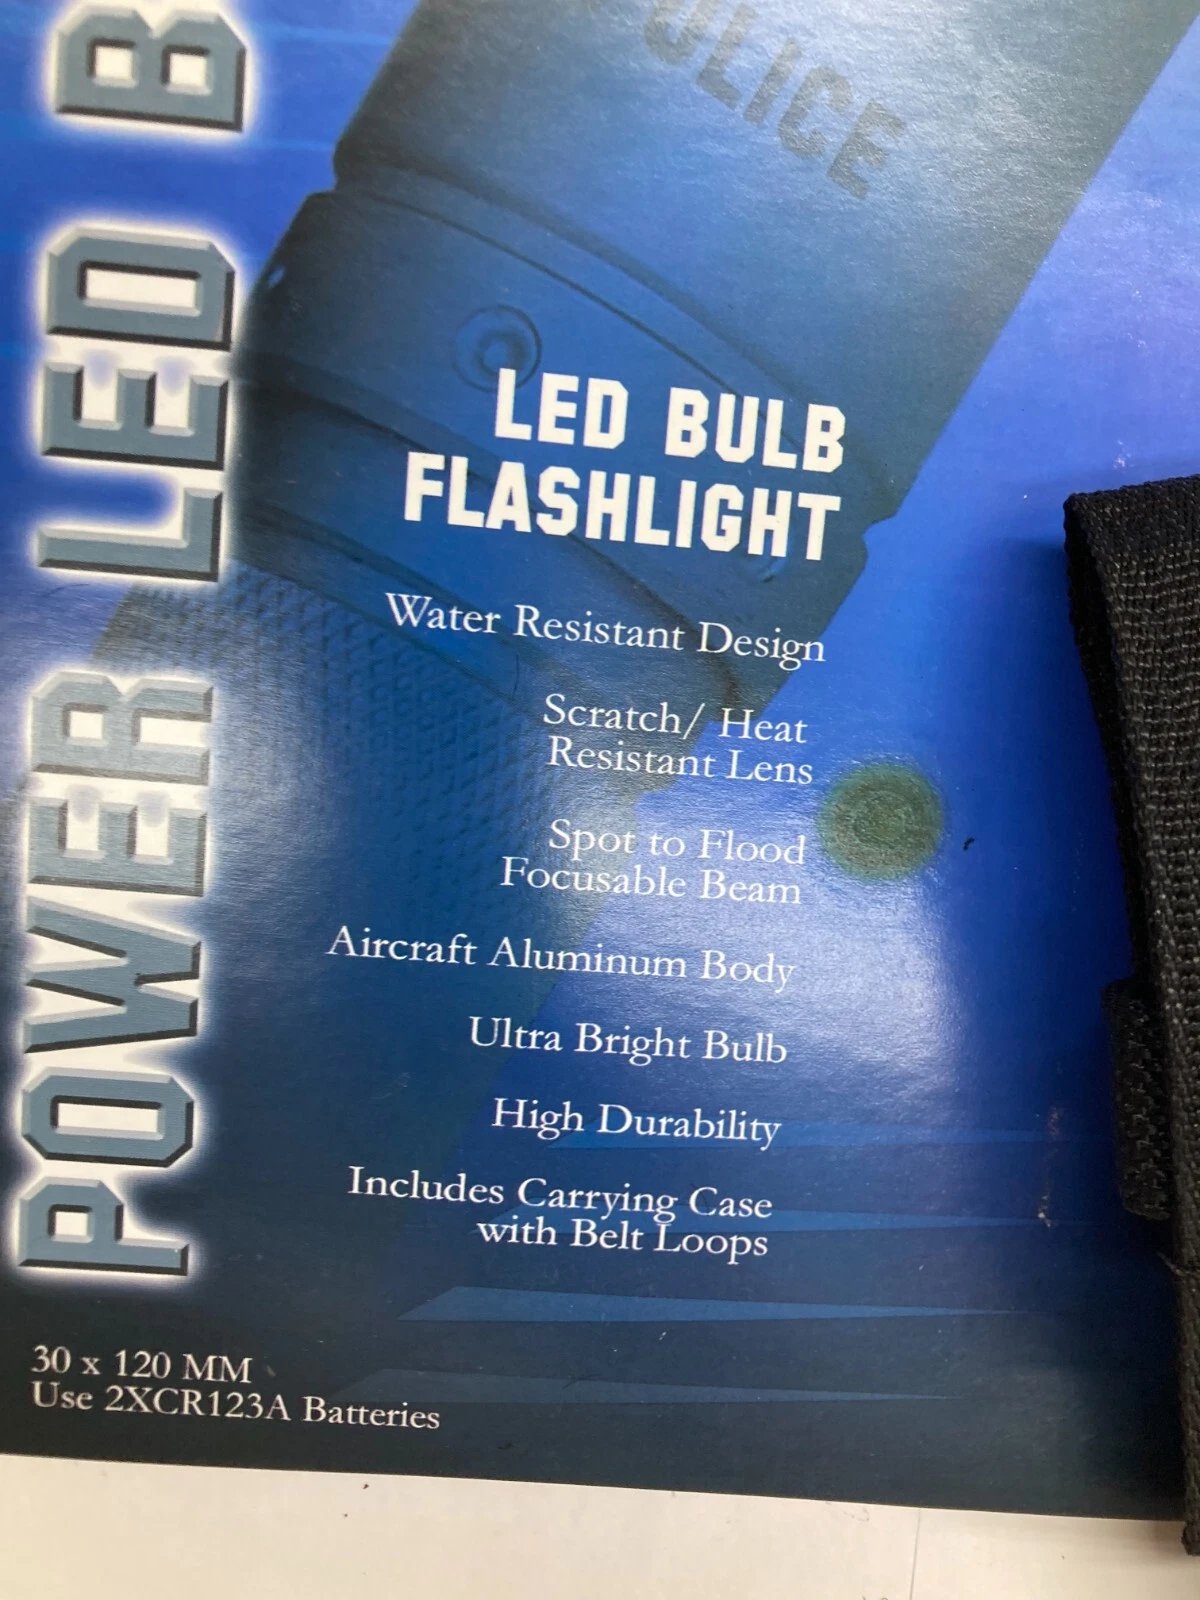 POLICE
POWER LED B
LED BULB
FLASHLIGHT
Water Resistant Design
Scratch/ Heat
Resistant Lens
Spot to Flood
Focusable Beam
Aircraft Aluminum Body
Ultra Bright Bulb
High Durability
Includes Carrying Case
with Belt Loops
30 x 120 MM
Use 2XCR123A Batteries